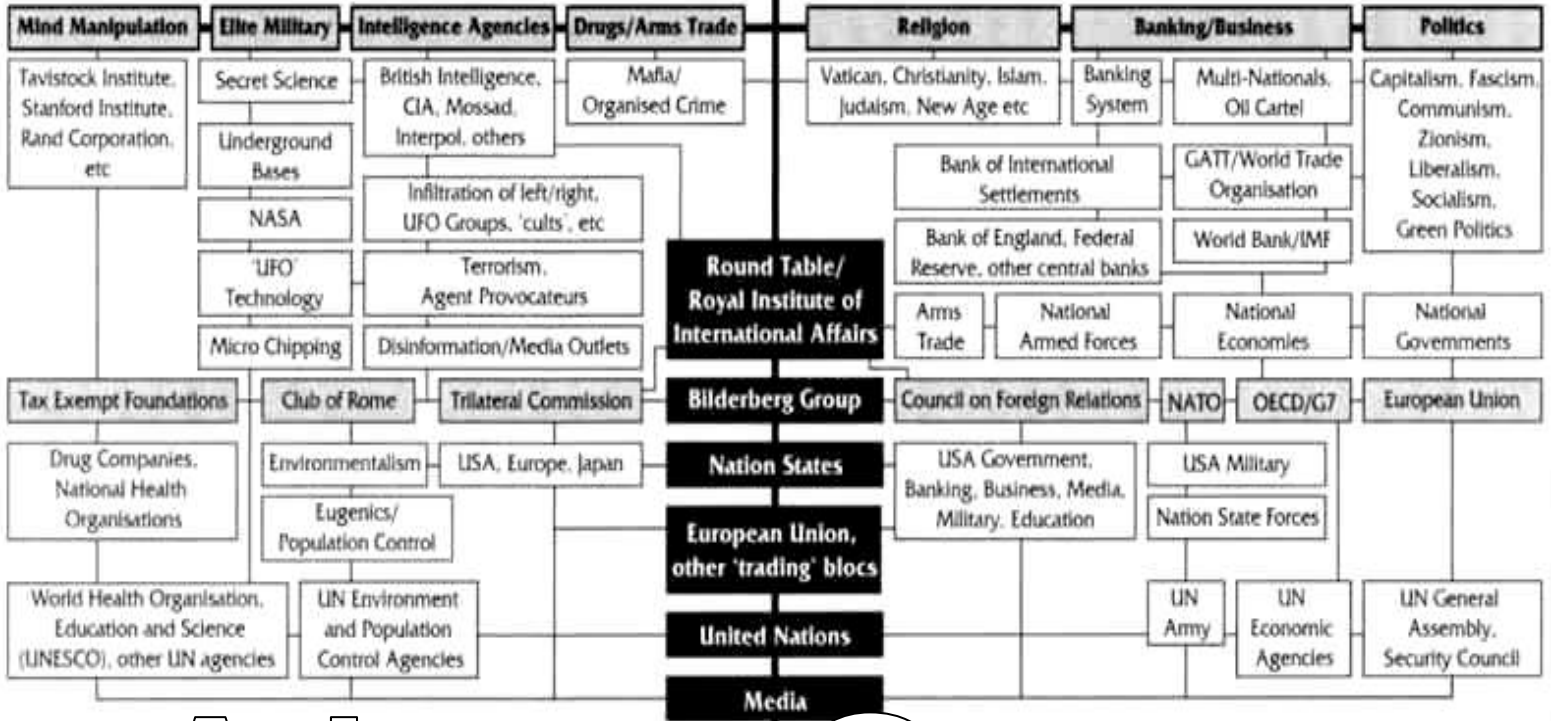 Mind Manipulation
Elite Military
Intelligence Agencies
Drugs/Arms Trade
Religion
Banking/Business
Politics
Tavistock Institute,
Stanford Institute,
Rand Corporation,
etc
Secret Science
Underground
Bases
NASA
'UFO'
Technology
Micro Chipping
British Intelligence,
CIA, Mossad,
Interpol, others
Infiltration of left/right,
UFO Groups, 'cults', etc
Terrorism,
Agent Provocateurs
Disinformation/Media Outlets
Mafia/
Organised Crime
Vatican, Christianity, Islam,
Judaism, New Age etc
Banking
System
Multi-Nationals,
Oil Cartel
Capitalism, Fascism,
Communism,
Zionism,
Liberalism,
Socialism,
Green Politics
Bank of International
Settlements
GATT/World Trade
Organisation
Bank of England, Federal
Reserve, other central banks
World Bank/IMF
Round Table/
Royal Institute of
International Affairs
Arms
Trade
National
Armed Forces
National
Economies
National
Governments
Tax Exempt Foundations
Club of Rome
Trilateral Commission
Bilderberg Group
Council on Foreign Relations
NATO
OECD/G7
European Union
Drug Companies,
National Health
Organisations
Environmentalism
USA, Europe, Japan
Nation States
USA Government,
Banking, Business, Media,
Military, Education
USA Military
Eugenics/
Population Control
European Union,
other 'trading' blocs
Nation State Forces
World Health Organisation,
Education and Science
(UNESCO), other UN agencies
UN Environment
and Population
Control Agencies
United Nations
UN
Army
UN
Economic
Agencies
UN General
Assembly,
Security Council
Media